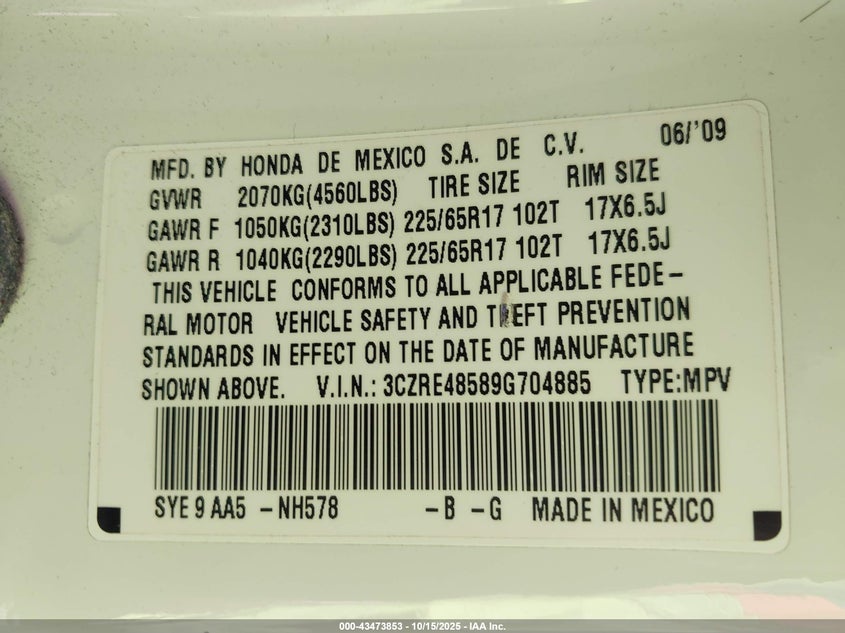 MFD. BY HONDA DE MEXICO S.A. DE C.V. 06/'09
GVWR 2070KG(4560LBS) TIRE SIZE RIM SIZE
GAWR F 1050KG(2310LBS) 225/65R17 102T 17X6.5J
GAWR R 1040KG(2290LBS) 225/65R17 102T 17X6.5J
THIS VEHICLE CONFORMS TO ALL APPLICABLE FEDE-
RAL MOTOR VEHICLE SAFETY AND THEFT PREVENTION
STANDARDS IN EFFECT ON THE DATE OF MANUFACTURE
SHOWN ABOVE. V.I.N.: 3CZRE48589G704885 TYPE:MPV
SYE 9 AA5 -NH578 -B -G MADE IN MEXICO
000-43473853 - 10/15/2025 - IAA Inc.